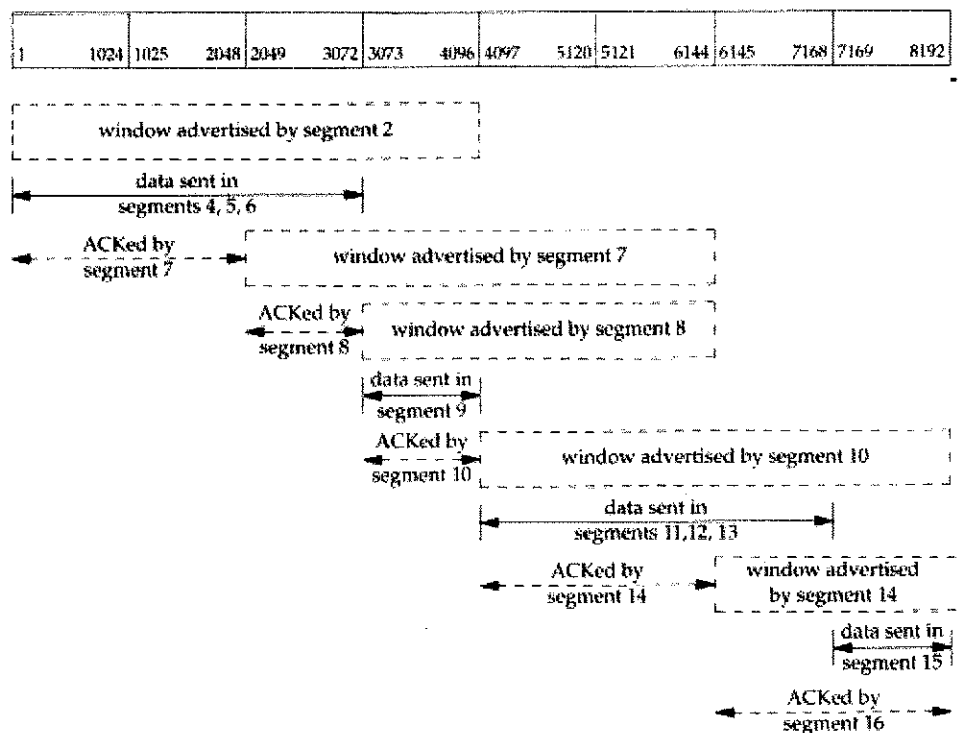 1 1024 1025 2048 2049 3072 3073 4096 4097 5120 5121 6144 6145 7168 7169 8192
window advertised by segment 2
data sent in
segments 4, 5, 6
ACKed by
segment 7
window advertised by segment 7
ACKed by
segment 8
window advertised by segment 8
data sent in
segment 9
ACKed by
segment 10
window advertised by segment 10
data sent in
segments 11,12, 13
ACKed by
segment 14
window advertised
by segment 14
data sent in
segment 15
ACKed by
segment 16